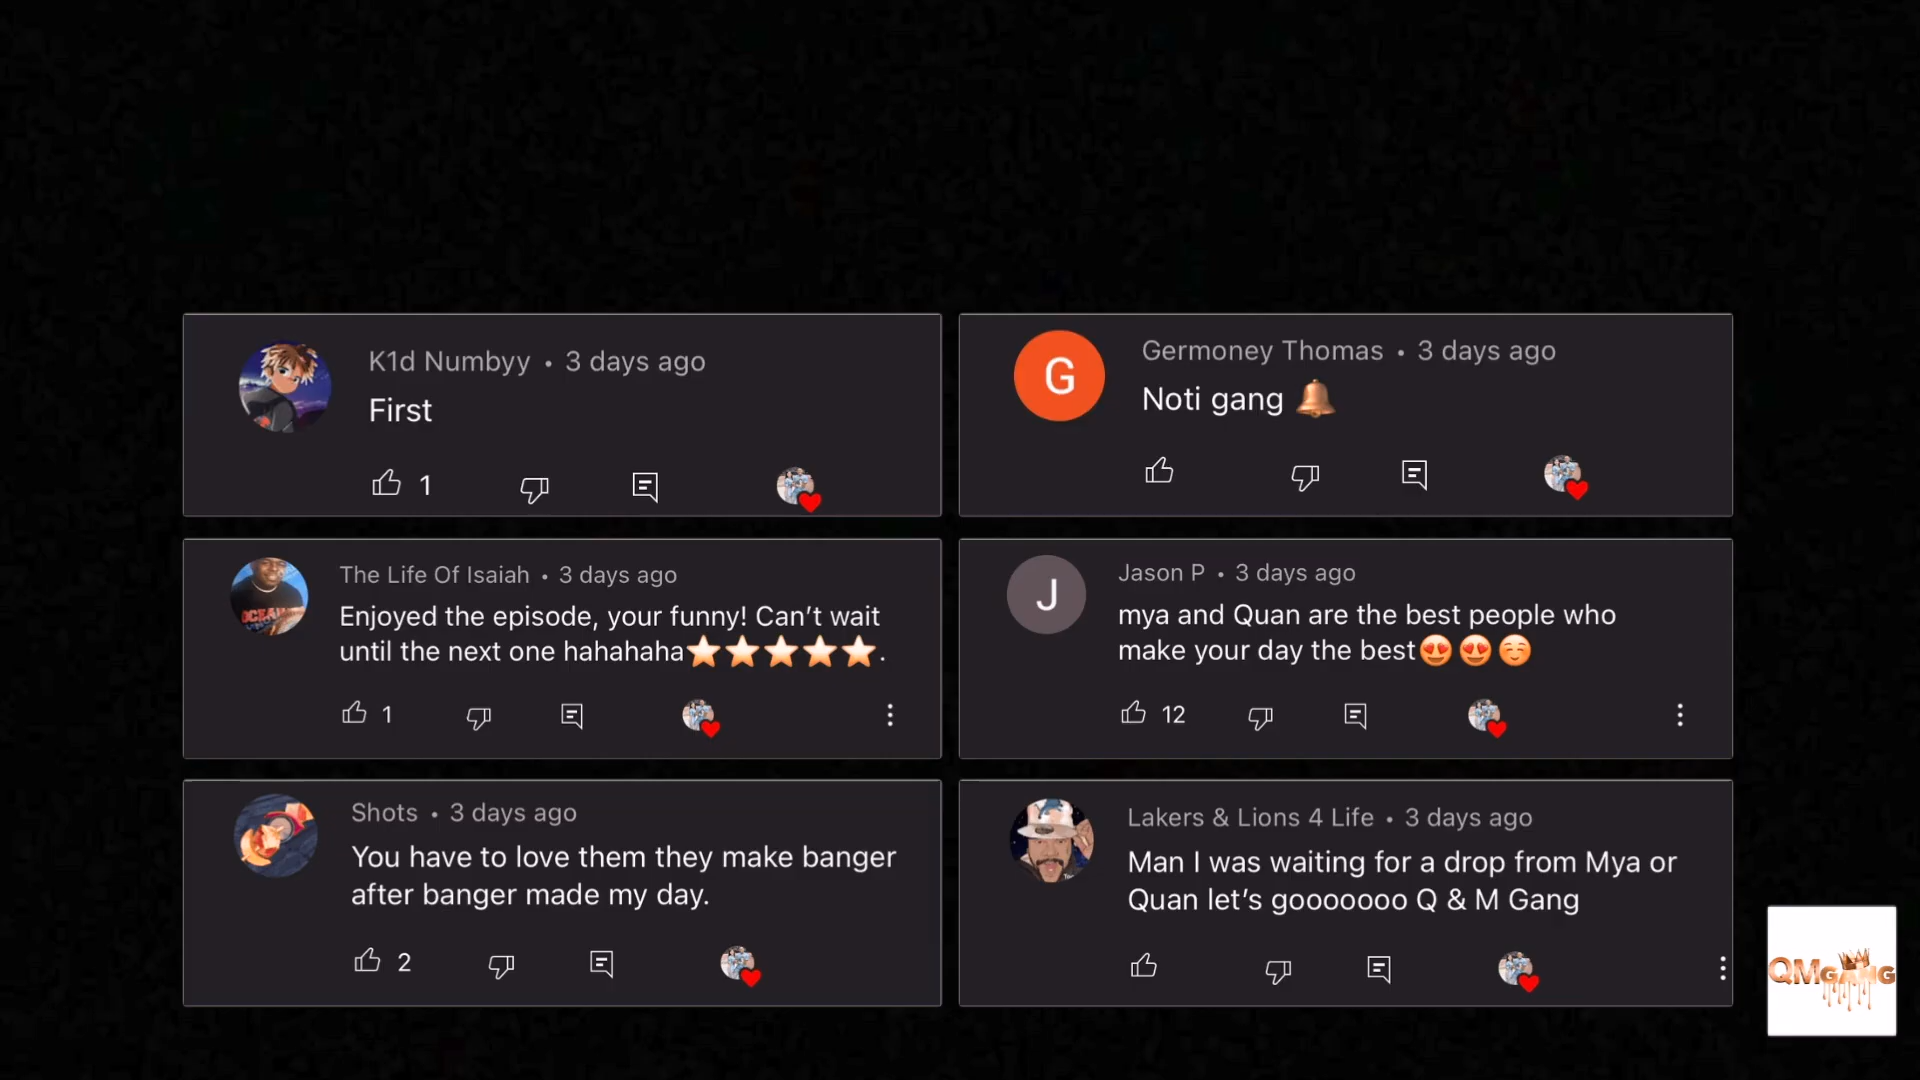 K1d Numbyy • 3 days ago
First
1
G
Germoney Thomas • 3 days ago
Noti gang 🔔
The Life Of Isaiah • 3 days ago
Enjoyed the episode, your funny! Can't wait
until the next one hahahaha⭐⭐⭐⭐⭐.
1
J
Jason P • 3 days ago
mya and Quan are the best people who
make your day the best😍😍☺️
12
Shots • 3 days ago
You have to love them they make banger
after banger made my day.
2
Lakers & Lions 4 Life • 3 days ago
Man I was waiting for a drop from Mya or
Quan let's gooooooo Q & M Gang
QMGANG